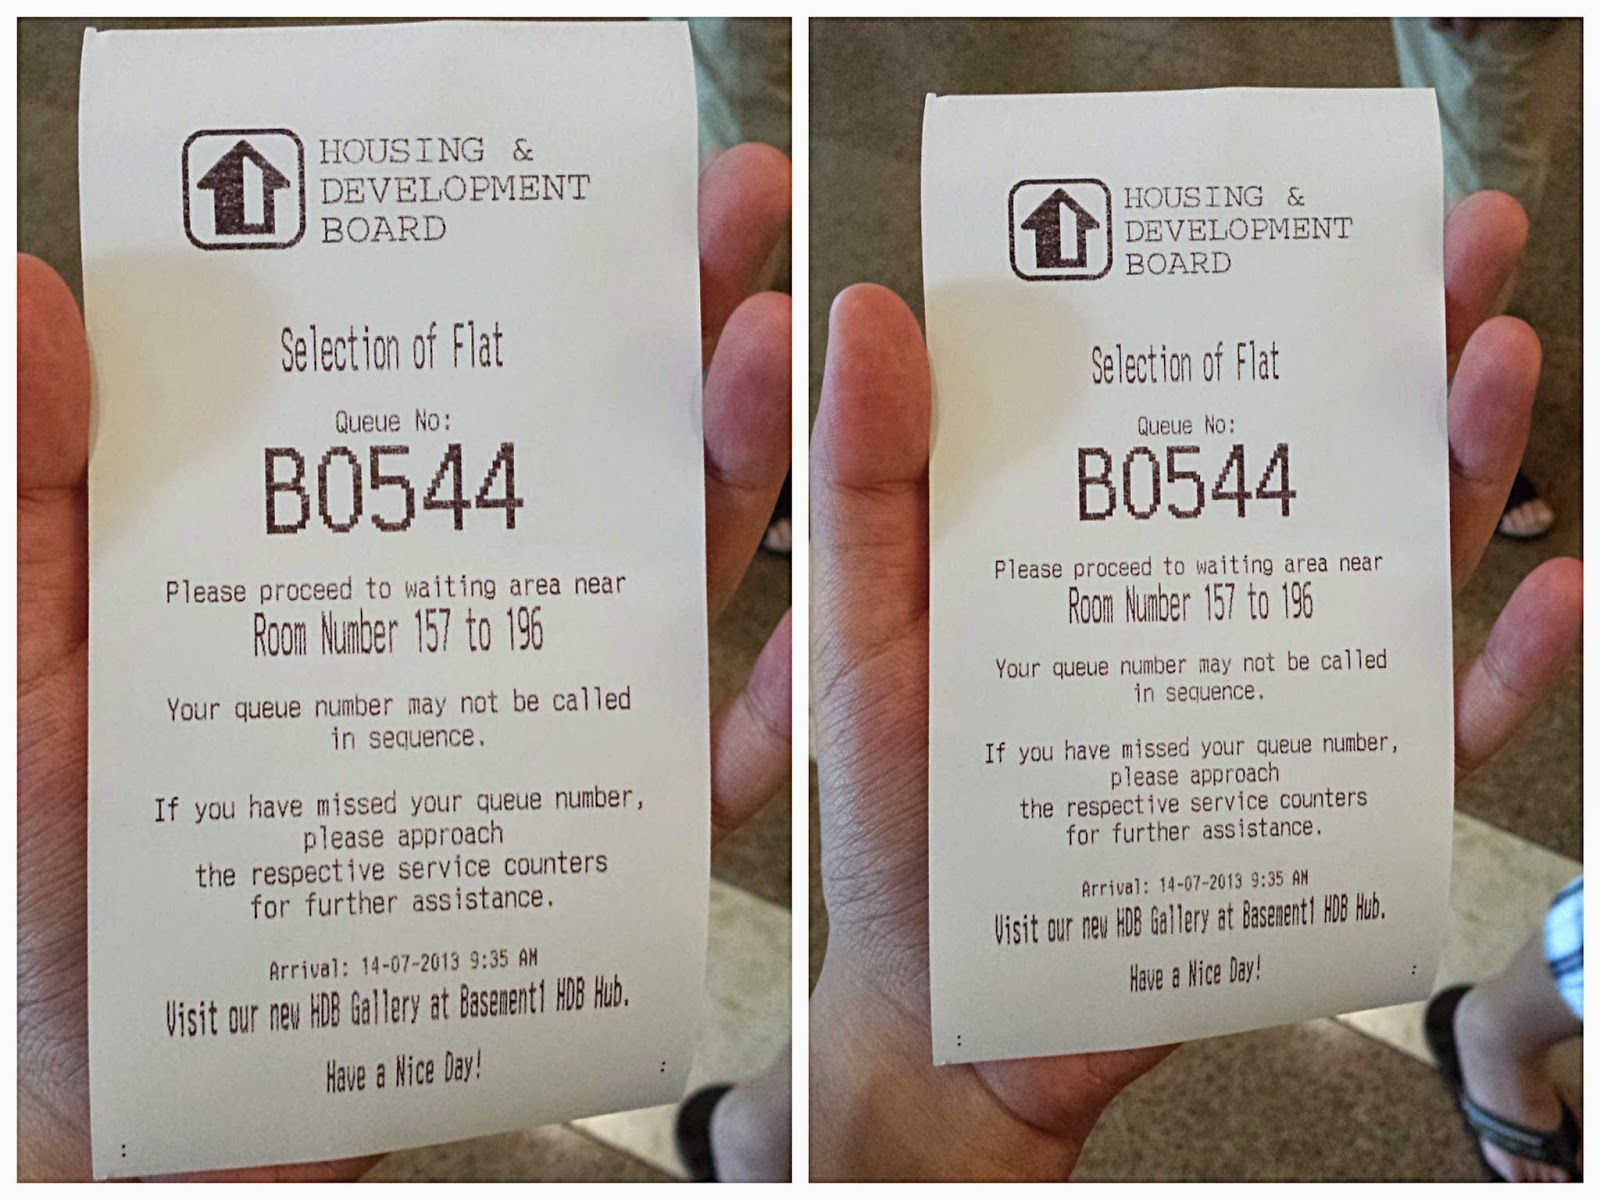 HOUSING &
DEVELOPMENT
BOARD
Selection of Flat
Queue No:
B0544
Please proceed to waiting area near
Room Number 157 to 196
Your queue number may not be called
in sequence.
If you have missed your queue number,
please approach
the respective service counters
for further assistance.
Arrival: 14-07-2013 9:35 AM
Visit our new HDB Gallery at Basement1 HDB Hub.
Have a Nice Day!
:
:
HOUSING &
DEVELOPMENT
BOARD
Selection of Flat
Queue No:
B0544
Please proceed to waiting area near
Room Number 157 to 196
Your queue number may not be called
in sequence.
If you have missed your queue number,
please approach
the respective service counters
for further assistance.
Arrival: 14-07-2013 9:35 AM
Visit our new HDB Gallery at Basement1 HDB Hub.
Have a Nice Day!
:
: